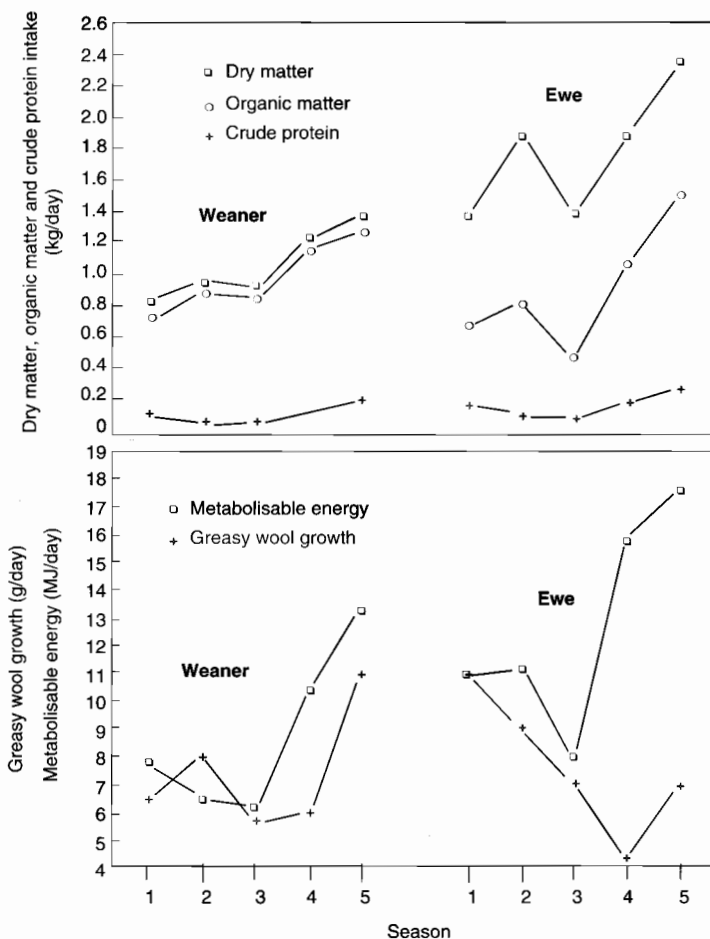 2.6
2.4
2.2
2.0
1.8
1.6
1.4
1.2
1.0
0.8
0.6
0.4
0.2
0
Dry matter, organic matter and crude protein intake
(kg/day)
Dry matter
Organic matter
Crude protein
Weaner
Ewe
19
18
17
16
15
14
13
12
11
10
9
8
7
6
5
4
Greasy wool growth (g/day)
Metabolisable energy (MJ/day)
Metabolisable energy
Greasy wool growth
Weaner
Ewe
1 2 3 4 5 1 2 3 4 5
Season